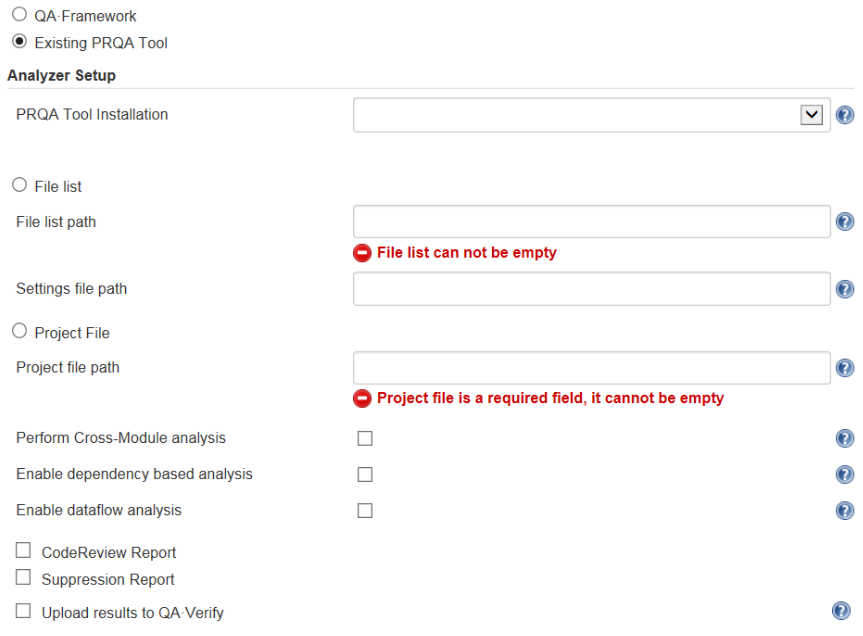 QA·Framework
Existing PRQA Tool
Analyzer Setup
PRQA Tool Installation
File list
File list path
File list can not be empty
Settings file path
Project File
Project file path
Project file is a required field, it cannot be empty
Perform Cross-Module analysis
Enable dependency based analysis
Enable dataflow analysis
CodeReview Report
Suppression Report
Upload results to QA·Verify